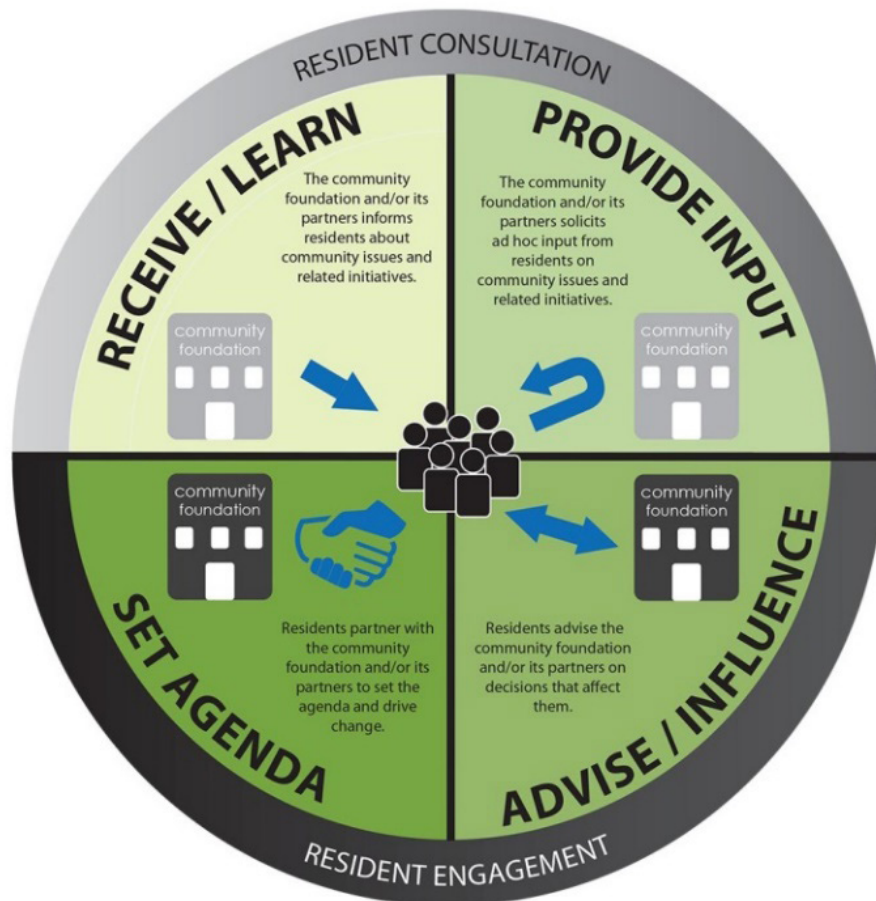 RESIDENT CONSULTATION
RECEIVE / LEARN
The community
foundation and/or its
partners informs
residents about
community issues and
related initiatives.
community
foundation
PROVIDE INPUT
The community
foundation and/or its
partners solicits
ad hoc input from
residents on
community issues and
related initiatives.
community
foundation
community
foundation
SET AGENDA
Residents partner with
the community
foundation and/or its
partners to set the
agenda and drive
change.
community
foundation
ADVISE / INFLUENCE
Residents advise the
community foundation
and/or its partners on
decisions that affect
them.
RESIDENT ENGAGEMENT